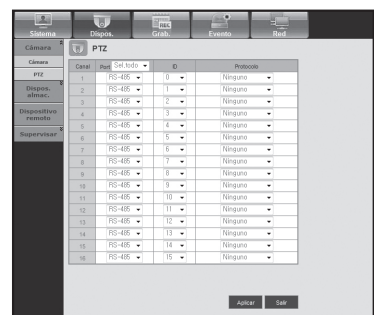 REC
Sistema Dispos. Grab. Evento Red
Cámara PTZ
Cámara
PTZ
Dispos. almac.
Dispositivo remoto
Supervisar
Canal Port Sel.todo ID Protocolo
1 RS-485 0 Ninguno
2 RS-485 1 Ninguno
3 RS-485 2 Ninguno
4 RS-485 3 Ninguno
5 RS-485 4 Ninguno
6 RS-485 5 Ninguno
7 RS-485 6 Ninguno
8 RS-485 7 Ninguno
9 RS-485 8 Ninguno
10 RS-485 9 Ninguno
11 RS-485 10 Ninguno
12 RS-485 11 Ninguno
13 RS-485 12 Ninguno
14 RS-485 13 Ninguno
15 RS-485 14 Ninguno
16 RS-485 15 Ninguno
Aplicar Salir